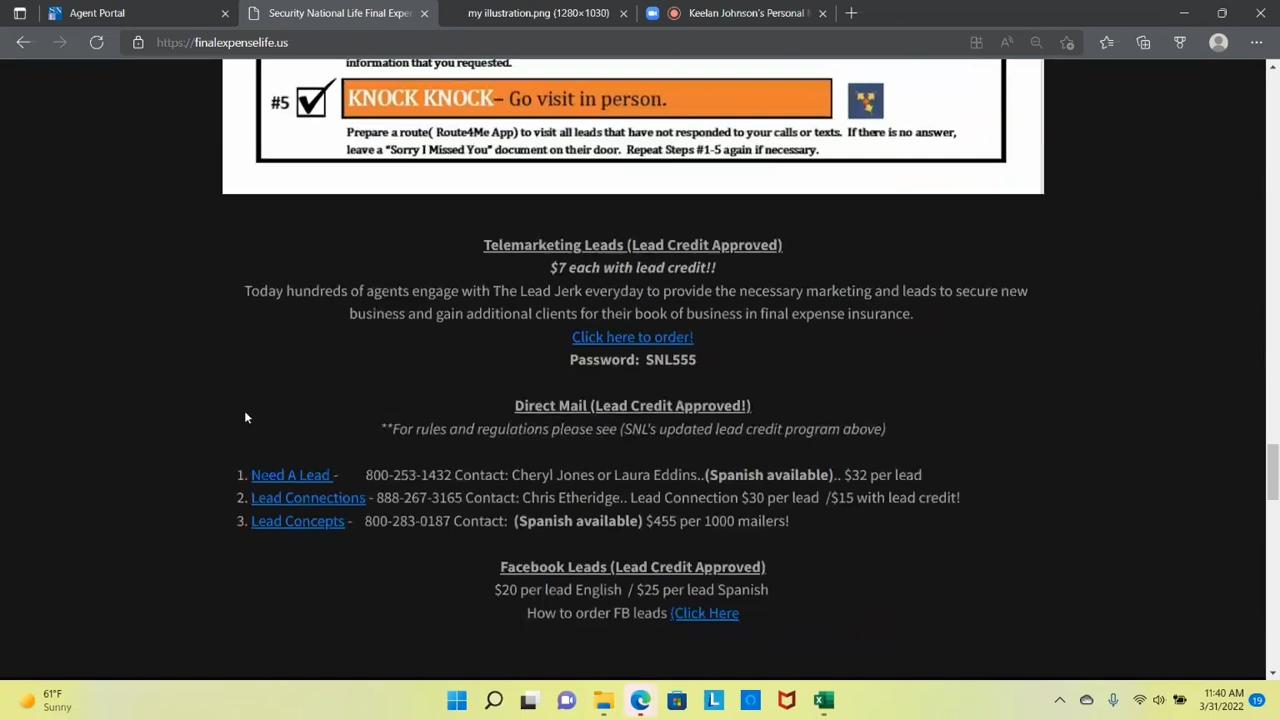 Agent Portal
Security National Life Final Exper
my illustration.png (1280×1030)
Keelan Johnson's Personal M
https://finalexpenselife.us
information that you requested.
#5 KNOCK KNOCK– Go visit in person.
Prepare a route( Route4Me App) to visit all leads that have not responded to your calls or texts. If there is no answer,
leave a "Sorry I Missed You" document on their door. Repeat Steps #1-5 again if necessary.
Telemarketing Leads (Lead Credit Approved)
$7 each with lead credit!!
Today hundreds of agents engage with The Lead Jerk everyday to provide the necessary marketing and leads to secure new
business and gain additional clients for their book of business in final expense insurance.
Click here to order!
Password: SNL555
Direct Mail (Lead Credit Approved!)
**For rules and regulations please see (SNL's updated lead credit program above)
1. Need A Lead - 800-253-1432 Contact: Cheryl Jones or Laura Eddins..(Spanish available).. $32 per lead
2. Lead Connections - 888-267-3165 Contact: Chris Etheridge.. Lead Connection $30 per lead /$15 with lead credit!
3. Lead Concepts - 800-283-0187 Contact: (Spanish available) $455 per 1000 mailers!
Facebook Leads (Lead Credit Approved)
$20 per lead English / $25 per lead Spanish
How to order FB leads (Click Here
61°F
Sunny
11:40 AM
3/31/2022
19